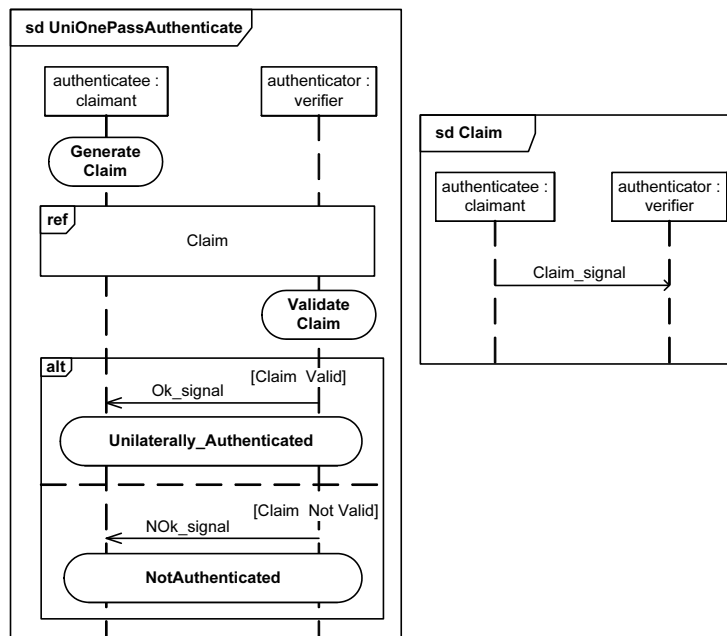 sd UniOnePassAuthenticate
authenticatee :
claimant
authenticator :
verifier
Generate
Claim
ref
Claim
Validate
Claim
alt
[Claim Valid]
Ok_signal
Unilaterally_Authenticated
[Claim Not Valid]
NOk_signal
NotAuthenticated
sd Claim
authenticatee :
claimant
authenticator :
verifier
Claim_signal